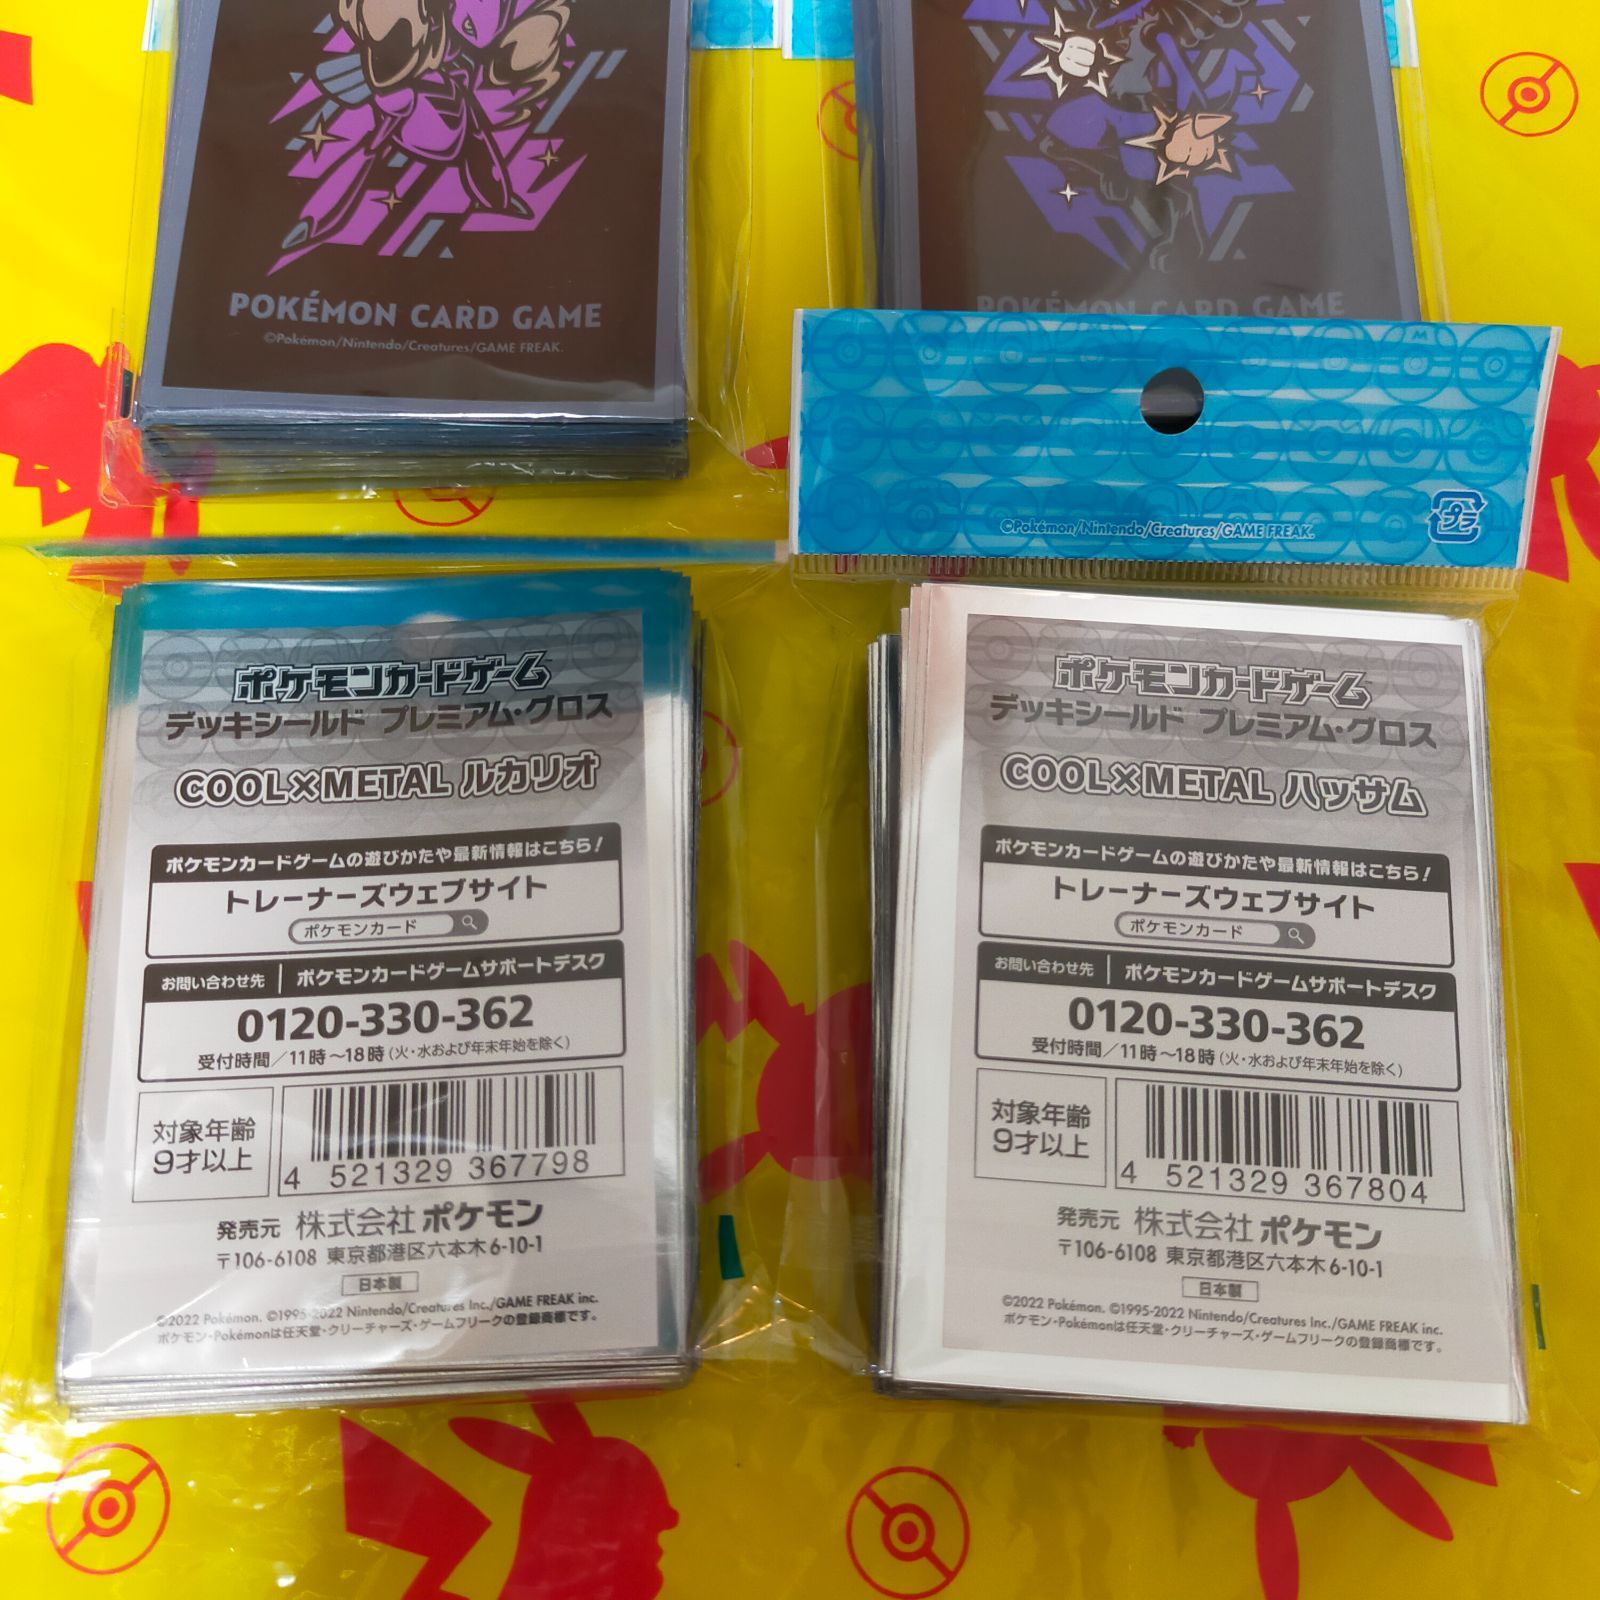 POKÉMON CARD GAME
©Pokémon/Nintendo/Creatures/GAME FREAK.
POKÉMON CARD GAME
©Pokémon/Nintendo/Creatures/GAME FREAK.
プラ
ポケモンカードゲーム
デッキシールド プレミアム・グロス
COOL×METAL ルカリオ
ポケモンカードゲームの遊びかたや最新情報はこちら!
トレーナーズウェブサイト
ポケモンカード
お問い合わせ先 ポケモンカードゲームサポートデスク
0120-330-362
受付時間/11時~18時(火・水および年末年始を除く)
対象年齢
9才以上
4 521329 367798
発売元 株式会社 ポケモン
〒106-6108 東京都港区六本木6-10-1
日本製
©2022 Pokémon. ©1995-2022 Nintendo/Creatures Inc./GAME FREAK inc.
ポケモン・Pokémonは任天堂・クリーチャーズ・ゲームフリークの登録商標です。
ポケモンカードゲーム
デッキシールド プレミアム・グロス
COOL×METAL ハッサム
ポケモンカードゲームの遊びかたや最新情報はこちら!
トレーナーズウェブサイト
ポケモンカード
お問い合わせ先 ポケモンカードゲームサポートデスク
0120-330-362
受付時間/11時~18時(火・水および年末年始を除く)
対象年齢
9才以上
4 521329 367804
発売元 株式会社 ポケモン
〒106-6108 東京都港区六本木6-10-1
日本製
©2022 Pokémon. ©1995-2022 Nintendo/Creatures Inc./GAME FREAK inc.
ポケモン・Pokémonは任天堂・クリーチャーズ・ゲームフリークの登録商標です。